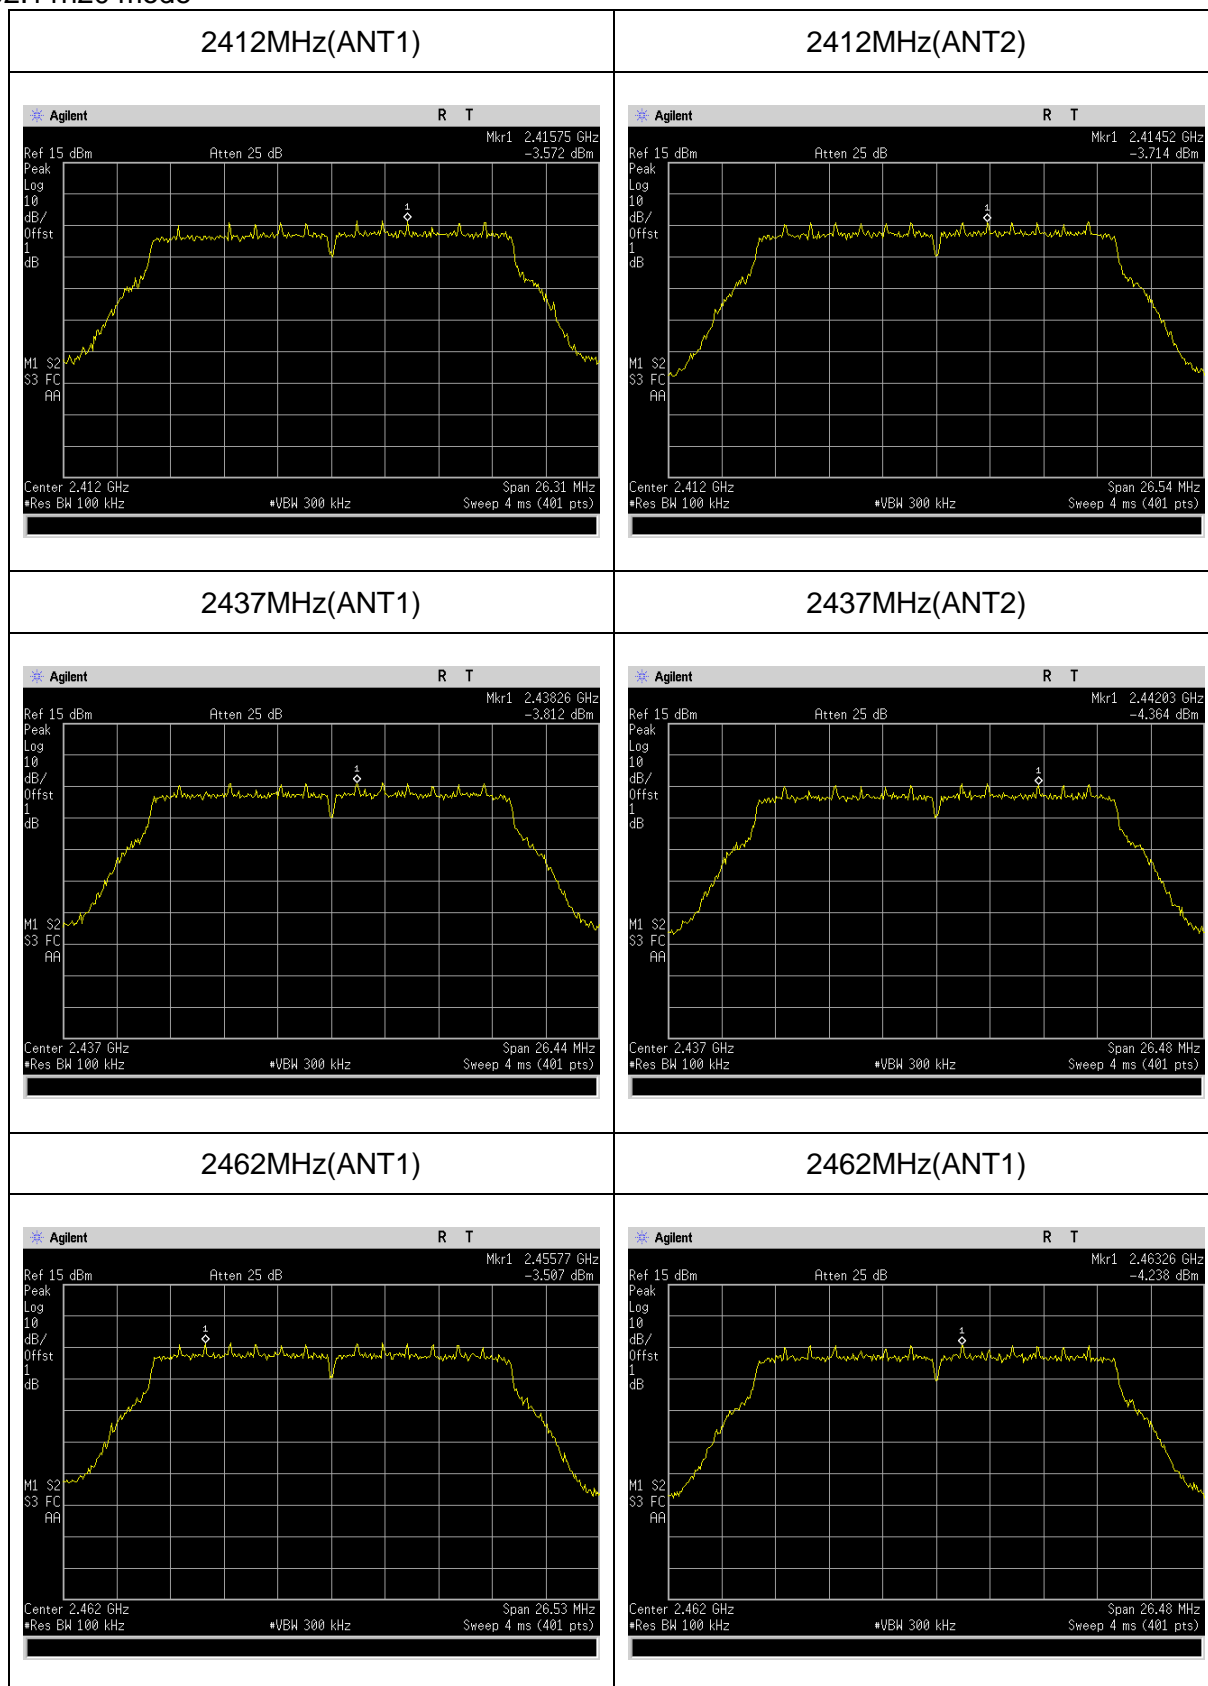 2412MHz(ANT1)
2412MHz(ANT2)
Agilent R T
Mkr1 2.41575 GHz
Ref 15 dBm Atten 25 dB -3.572 dBm
Peak
Log
10
dB/
Offst
1
dB
1
M1 S2
S3 FC
AA
Center 2.412 GHz Span 26.31 MHz
#Res BW 100 kHz #VBW 300 kHz Sweep 4 ms (401 pts)
Agilent R T
Mkr1 2.41452 GHz
Ref 15 dBm Atten 25 dB -3.714 dBm
Peak
Log
10
dB/
Offst
1
dB
1
M1 S2
S3 FC
AA
Center 2.412 GHz Span 26.54 MHz
#Res BW 100 kHz #VBW 300 kHz Sweep 4 ms (401 pts)
2437MHz(ANT1)
2437MHz(ANT2)
Agilent R T
Mkr1 2.43826 GHz
Ref 15 dBm Atten 25 dB -3.812 dBm
Peak
Log
10
dB/
Offst
1
dB
1
M1 S2
S3 FC
AA
Center 2.437 GHz Span 26.44 MHz
#Res BW 100 kHz #VBW 300 kHz Sweep 4 ms (401 pts)
Agilent R T
Mkr1 2.44203 GHz
Ref 15 dBm Atten 25 dB -4.364 dBm
Peak
Log
10
dB/
Offst
1
dB
1
M1 S2
S3 FC
AA
Center 2.437 GHz Span 26.48 MHz
#Res BW 100 kHz #VBW 300 kHz Sweep 4 ms (401 pts)
2462MHz(ANT1)
2462MHz(ANT1)
Agilent R T
Mkr1 2.45577 GHz
Ref 15 dBm Atten 25 dB -3.507 dBm
Peak
Log
10
dB/
Offst
1
dB
1
M1 S2
S3 FC
AA
Center 2.462 GHz Span 26.53 MHz
#Res BW 100 kHz #VBW 300 kHz Sweep 4 ms (401 pts)
Agilent R T
Mkr1 2.46326 GHz
Ref 15 dBm Atten 25 dB -4.238 dBm
Peak
Log
10
dB/
Offst
1
dB
1
M1 S2
S3 FC
AA
Center 2.462 GHz Span 26.48 MHz
#Res BW 100 kHz #VBW 300 kHz Sweep 4 ms (401 pts)